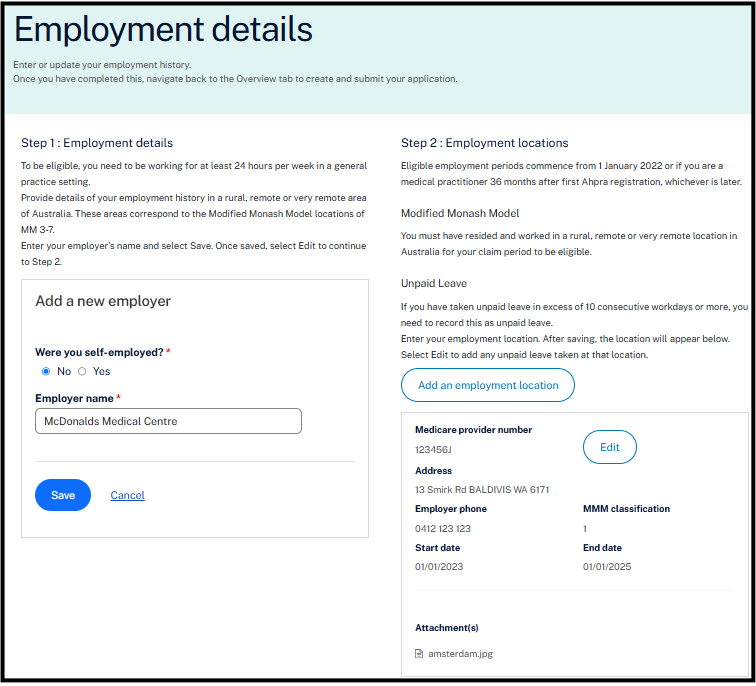 Employment details
Enter or update your employment history.
Once you have completed this, navigate back to the Overview tab to create and submit your application.
Step 1 : Employment details
To be eligible, you need to be working for at least 24 hours per week in a general
practice setting.
Provide details of your employment history in a rural, remote or very remote area
of Australia. These areas correspond to the Modified Monash Model locations of
MM 3-7.
Enter your employer's name and select Save. Once saved, select Edit to continue
to Step 2.
Add a new employer
Were you self-employed? *
No Yes
Employer name *
McDonalds Medical Centre
Save Cancel
Step 2 : Employment locations
Eligible employment periods commence from 1 January 2022 or if you are a
medical practitioner 36 months after first Ahpra registration, whichever is later.
Modified Monash Model
You must have resided and worked in a rural, remote or very remote location in
Australia for your claim period to be eligible.
Unpaid Leave
If you have taken unpaid leave in excess of 10 consecutive workdays or more, you
need to record this as unpaid leave.
Enter your employment location. After saving, the location will appear below.
Select Edit to add any unpaid leave taken at that location.
Add an employment location
Medicare provider number
123456J
Edit
Address
13 Smirk Rd BALDIVIS WA 6171
Employer phone MMM classification
0412 123 123 1
Start date End date
01/01/2023 01/01/2025
Attachment(s)
amsterdam.jpg